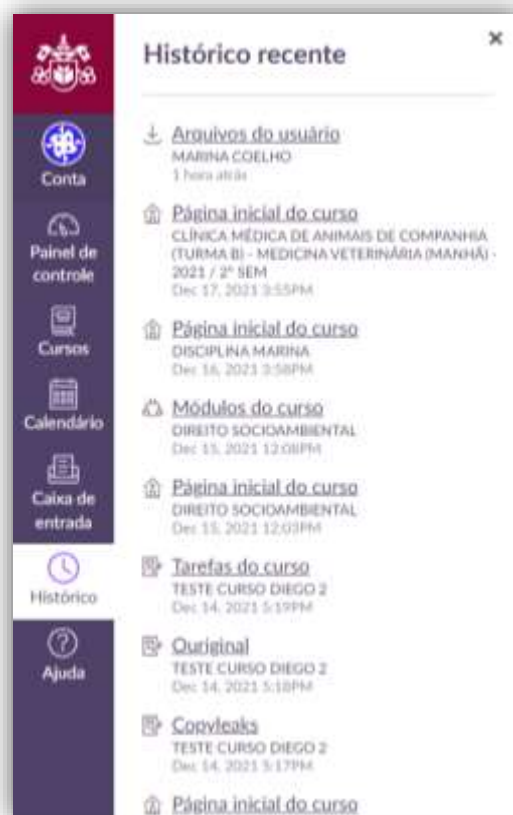 Histórico recente
×
Conta
Painel de
controle
Cursos
Calendário
Caixa de
entrada
Histórico
Ajuda
Arquivos do usuário
MARINA COELHO
1 hora atrás
Página inicial do curso
CLÍNICA MÉDICA DE ANIMAIS DE COMPANHIA
(TURMA B) - MEDICINA VETERINÁRIA (MANHÃ) -
2021 / 2º SEM
Dec 17, 2021 3:55PM
Página inicial do curso
DISCIPLINA MARINA
Dec 16, 2021 3:58PM
Módulos do curso
DIREITO SOCIOAMBIENTAL
Dec 15, 2021 12:08PM
Página inicial do curso
DIREITO SOCIOAMBIENTAL
Dec 15, 2021 12:03PM
Tarefas do curso
TESTE CURSO DIEGO 2
Dec 14, 2021 5:19PM
Ouriginal
TESTE CURSO DIEGO 2
Dec 14, 2021 5:18PM
Copyleaks
TESTE CURSO DIEGO 2
Dec 14, 2021 5:17PM
Página inicial do curso